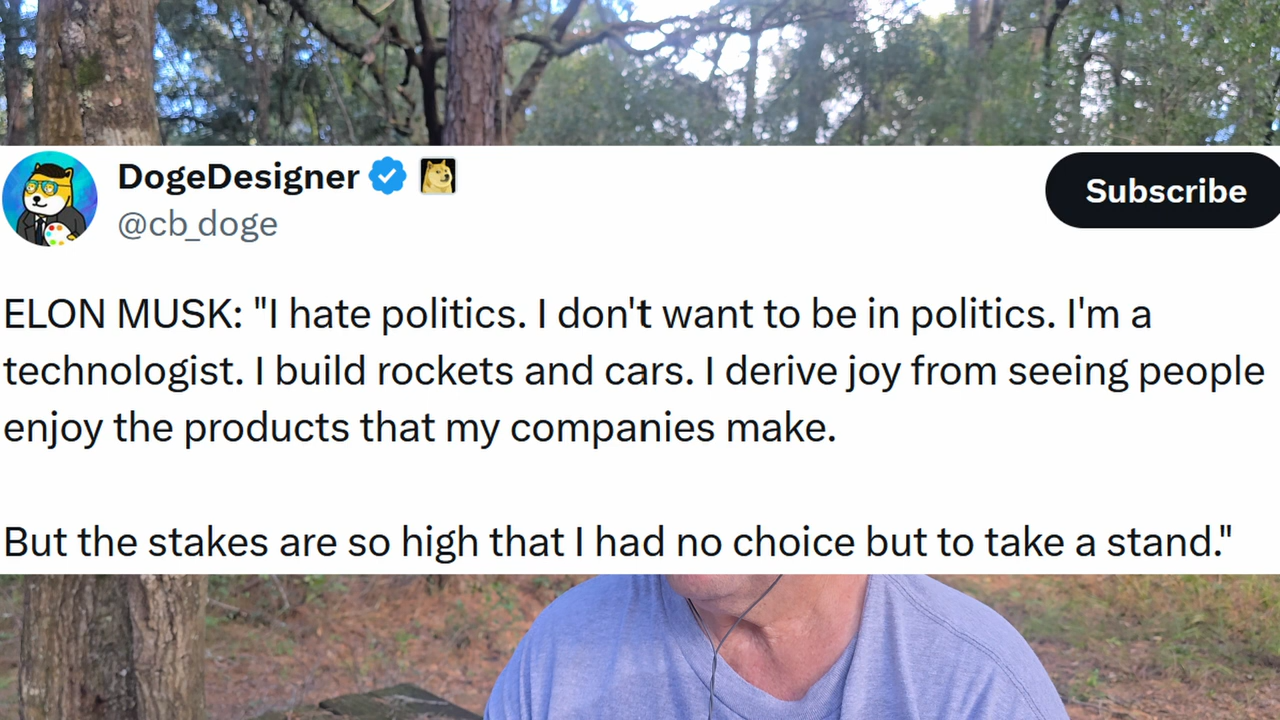 DogeDesigner
@cb_doge
Subscribe
ELON MUSK: "I hate politics. I don't want to be in politics. I'm a
technologist. I build rockets and cars. I derive joy from seeing people
enjoy the products that my companies make.
But the stakes are so high that I had no choice but to take a stand."